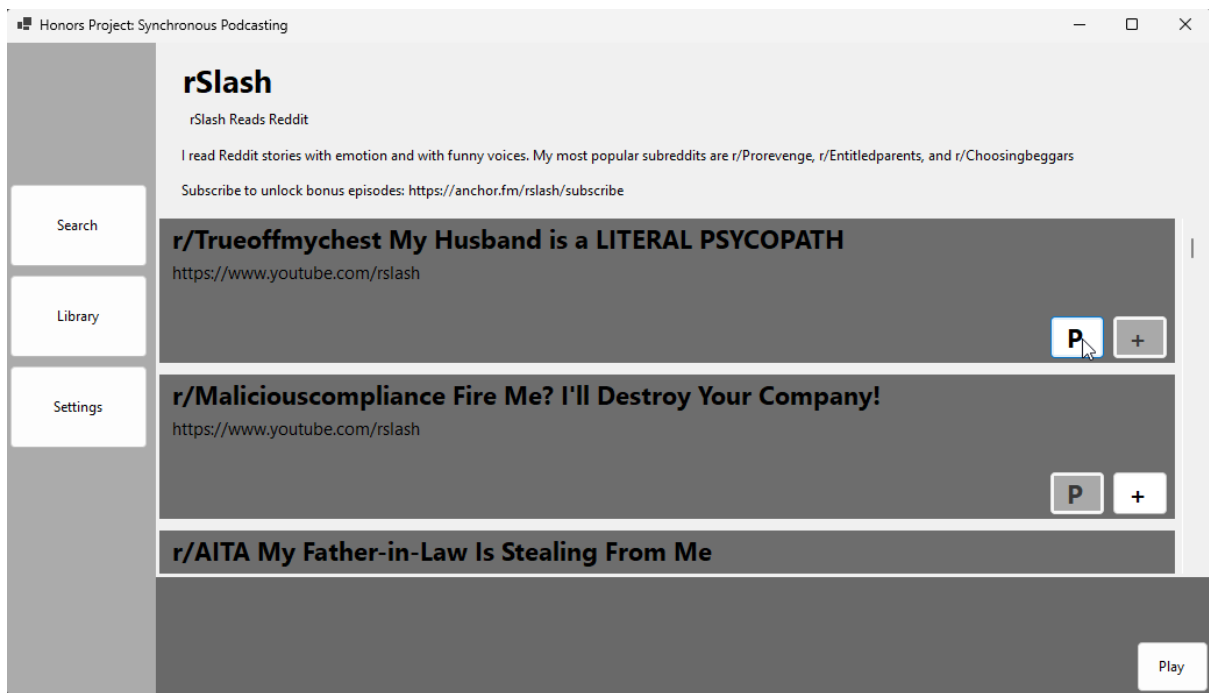 Honors Project: Synchronous Podcasting
rSlash
rSlash Reads Reddit
I read Reddit stories with emotion and with funny voices. My most popular subreddits are r/Prorevenge, r/Entitledparents, and r/Choosingbeggars
Subscribe to unlock bonus episodes: https://anchor.fm/rslash/subscribe
Search
Library
Settings
r/Trueoffmychest My Husband is a LITERAL PSYCOPATH
https://www.youtube.com/rslash
P +
r/Maliciouscompliance Fire Me? I'll Destroy Your Company!
https://www.youtube.com/rslash
P +
r/AITA My Father-in-Law Is Stealing From Me
Play